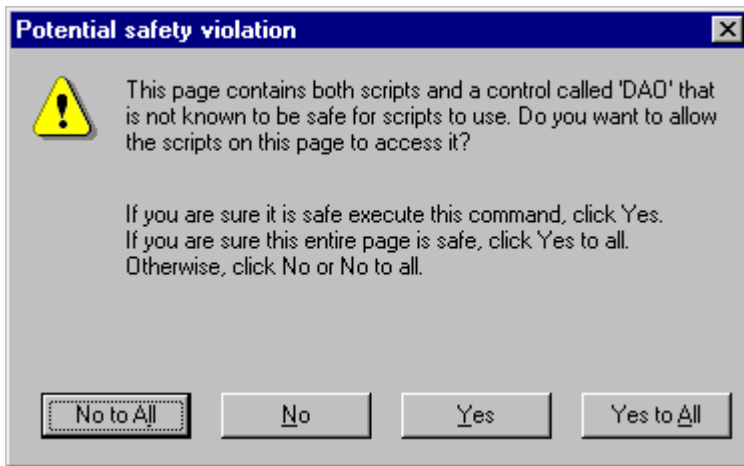 Potential safety violation
This page contains both scripts and a control called 'DAO' that
is not known to be safe for scripts to use. Do you want to allow
the scripts on this page to access it?
If you are sure it is safe execute this command, click Yes.
If you are sure this entire page is safe, click Yes to all.
Otherwise, click No or No to all.
No to All No Yes Yes to All